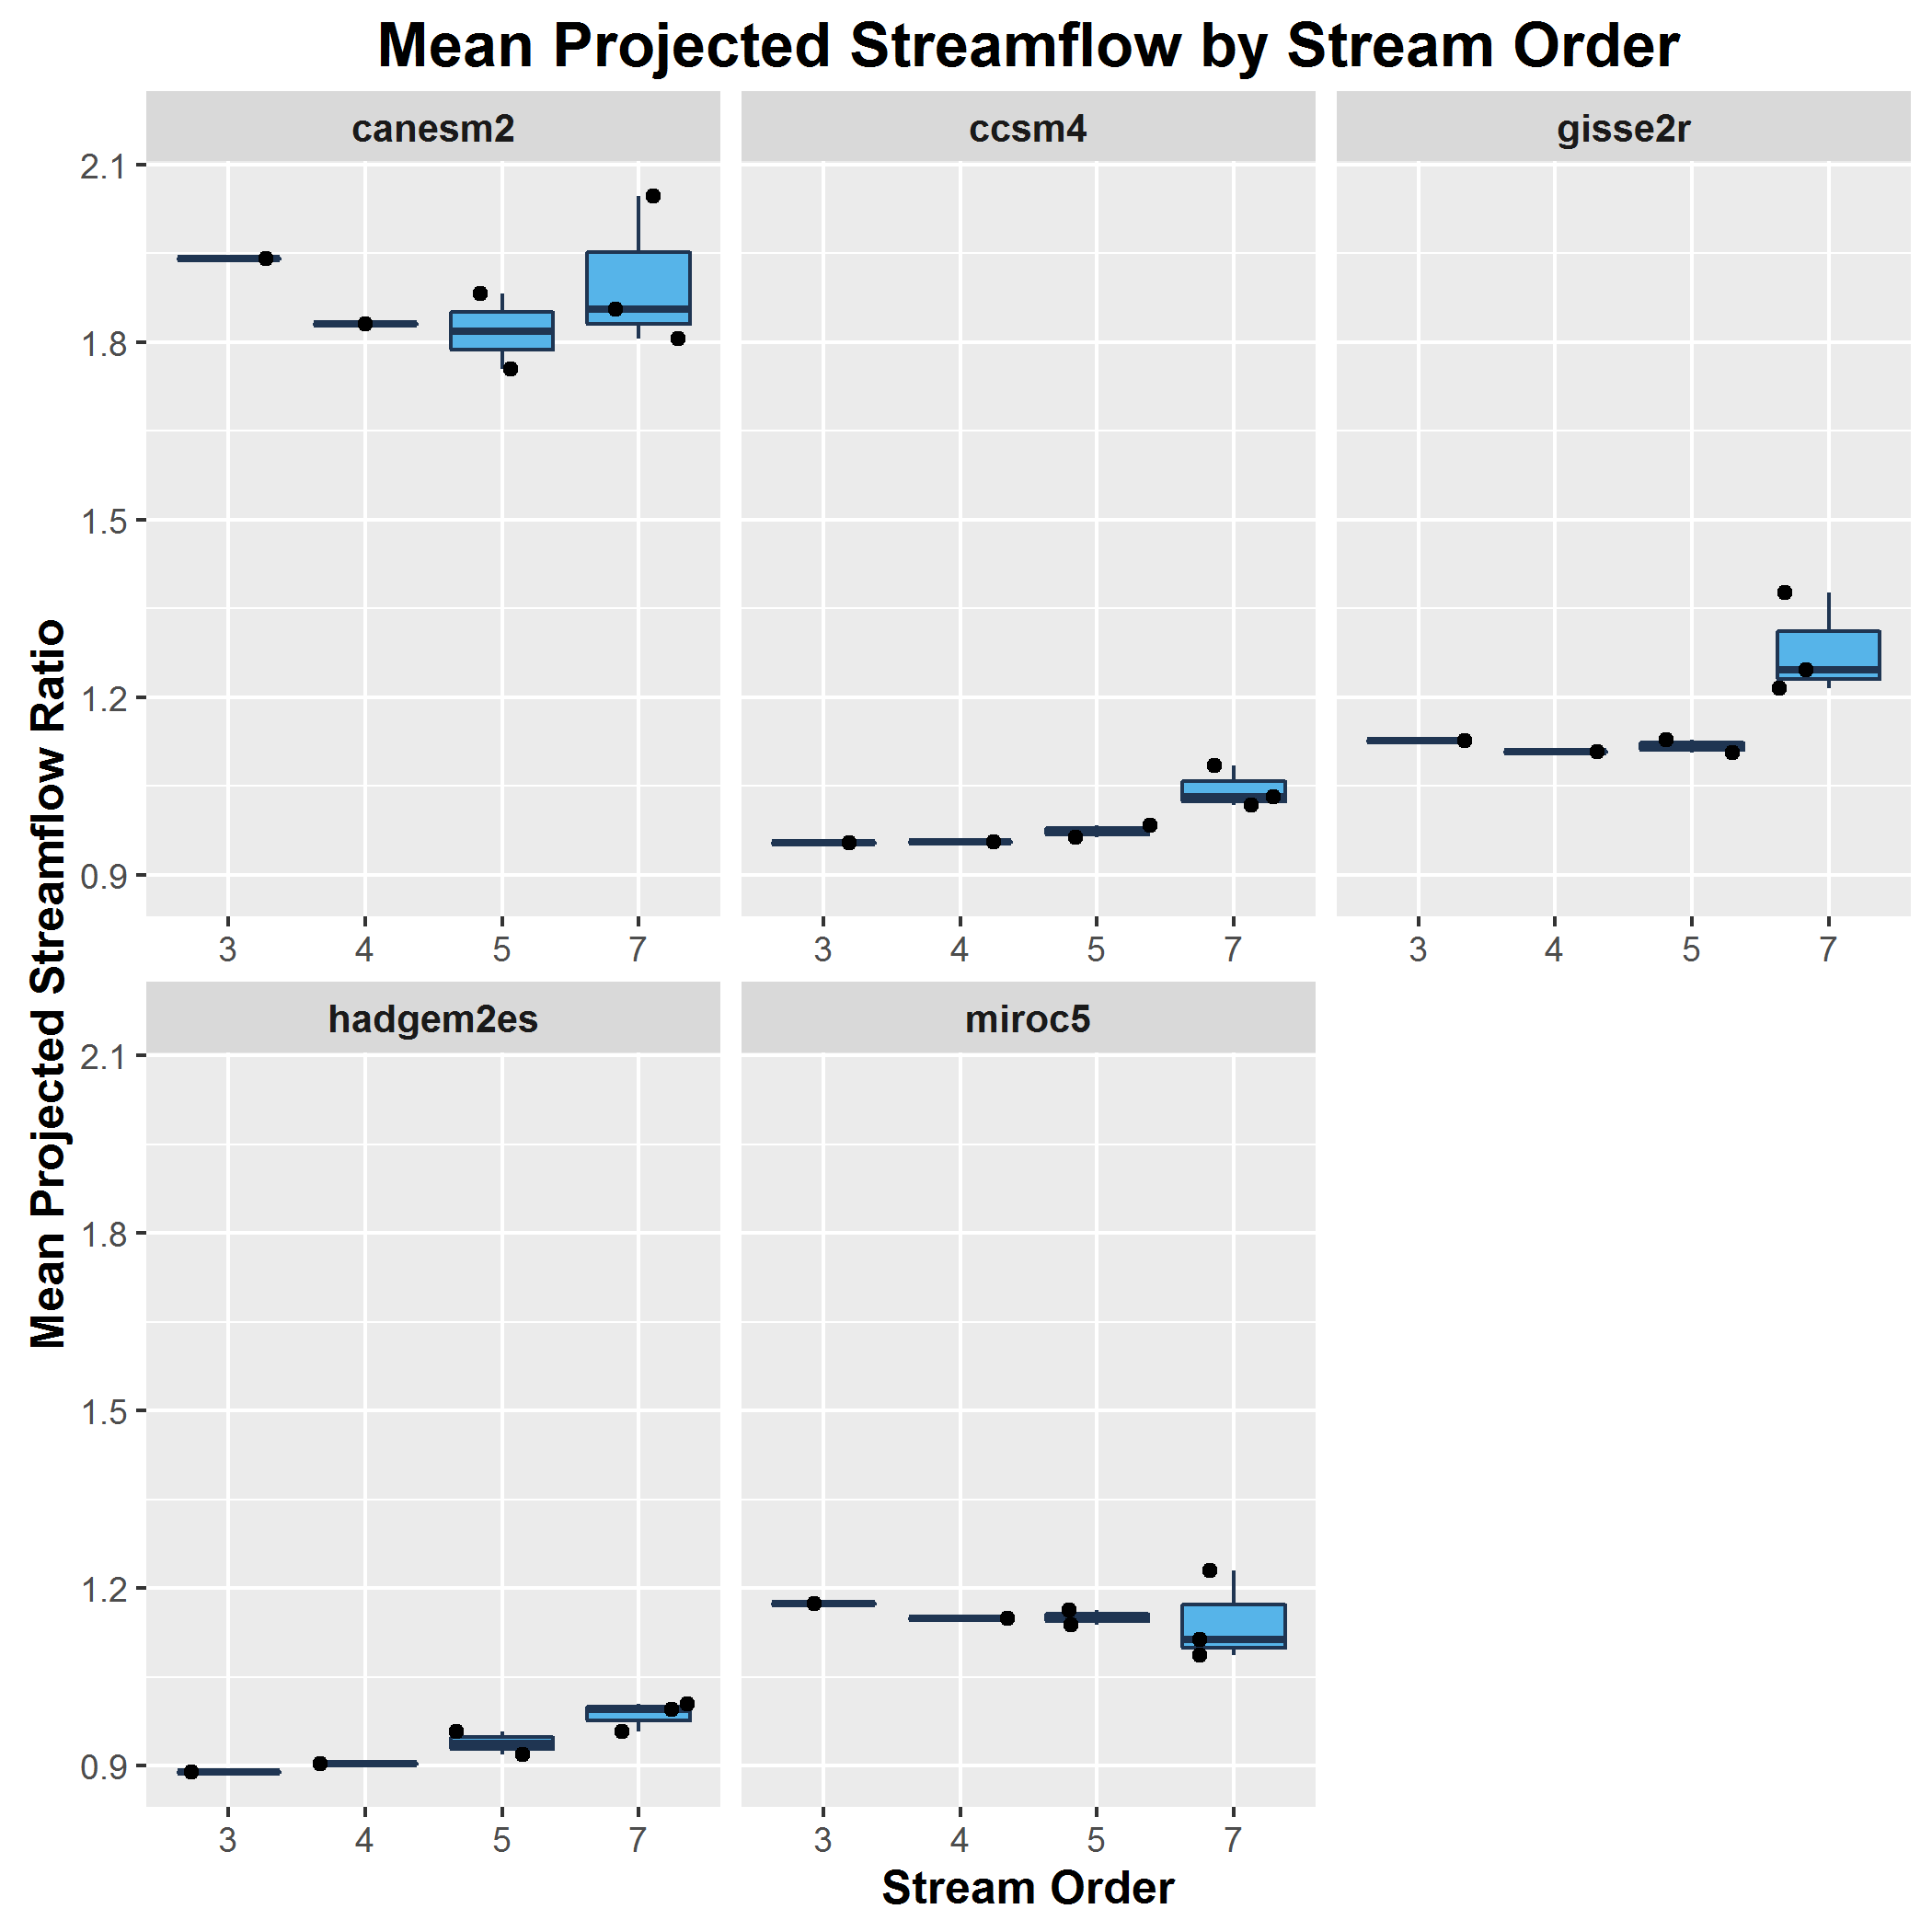 Mean Projected Streamflow by Stream Order
canesm2 ccsm4 gisse2r
2.1
1.8
1.5
1.2
0.9
3 4 5 7 3 4 5 7 3 4 5 7
Mean Projected Streamflow Ratio
hadgem2es miroc5
2.1
1.8
1.5
1.2
0.9
3 4 5 7 3 4 5 7
Stream Order